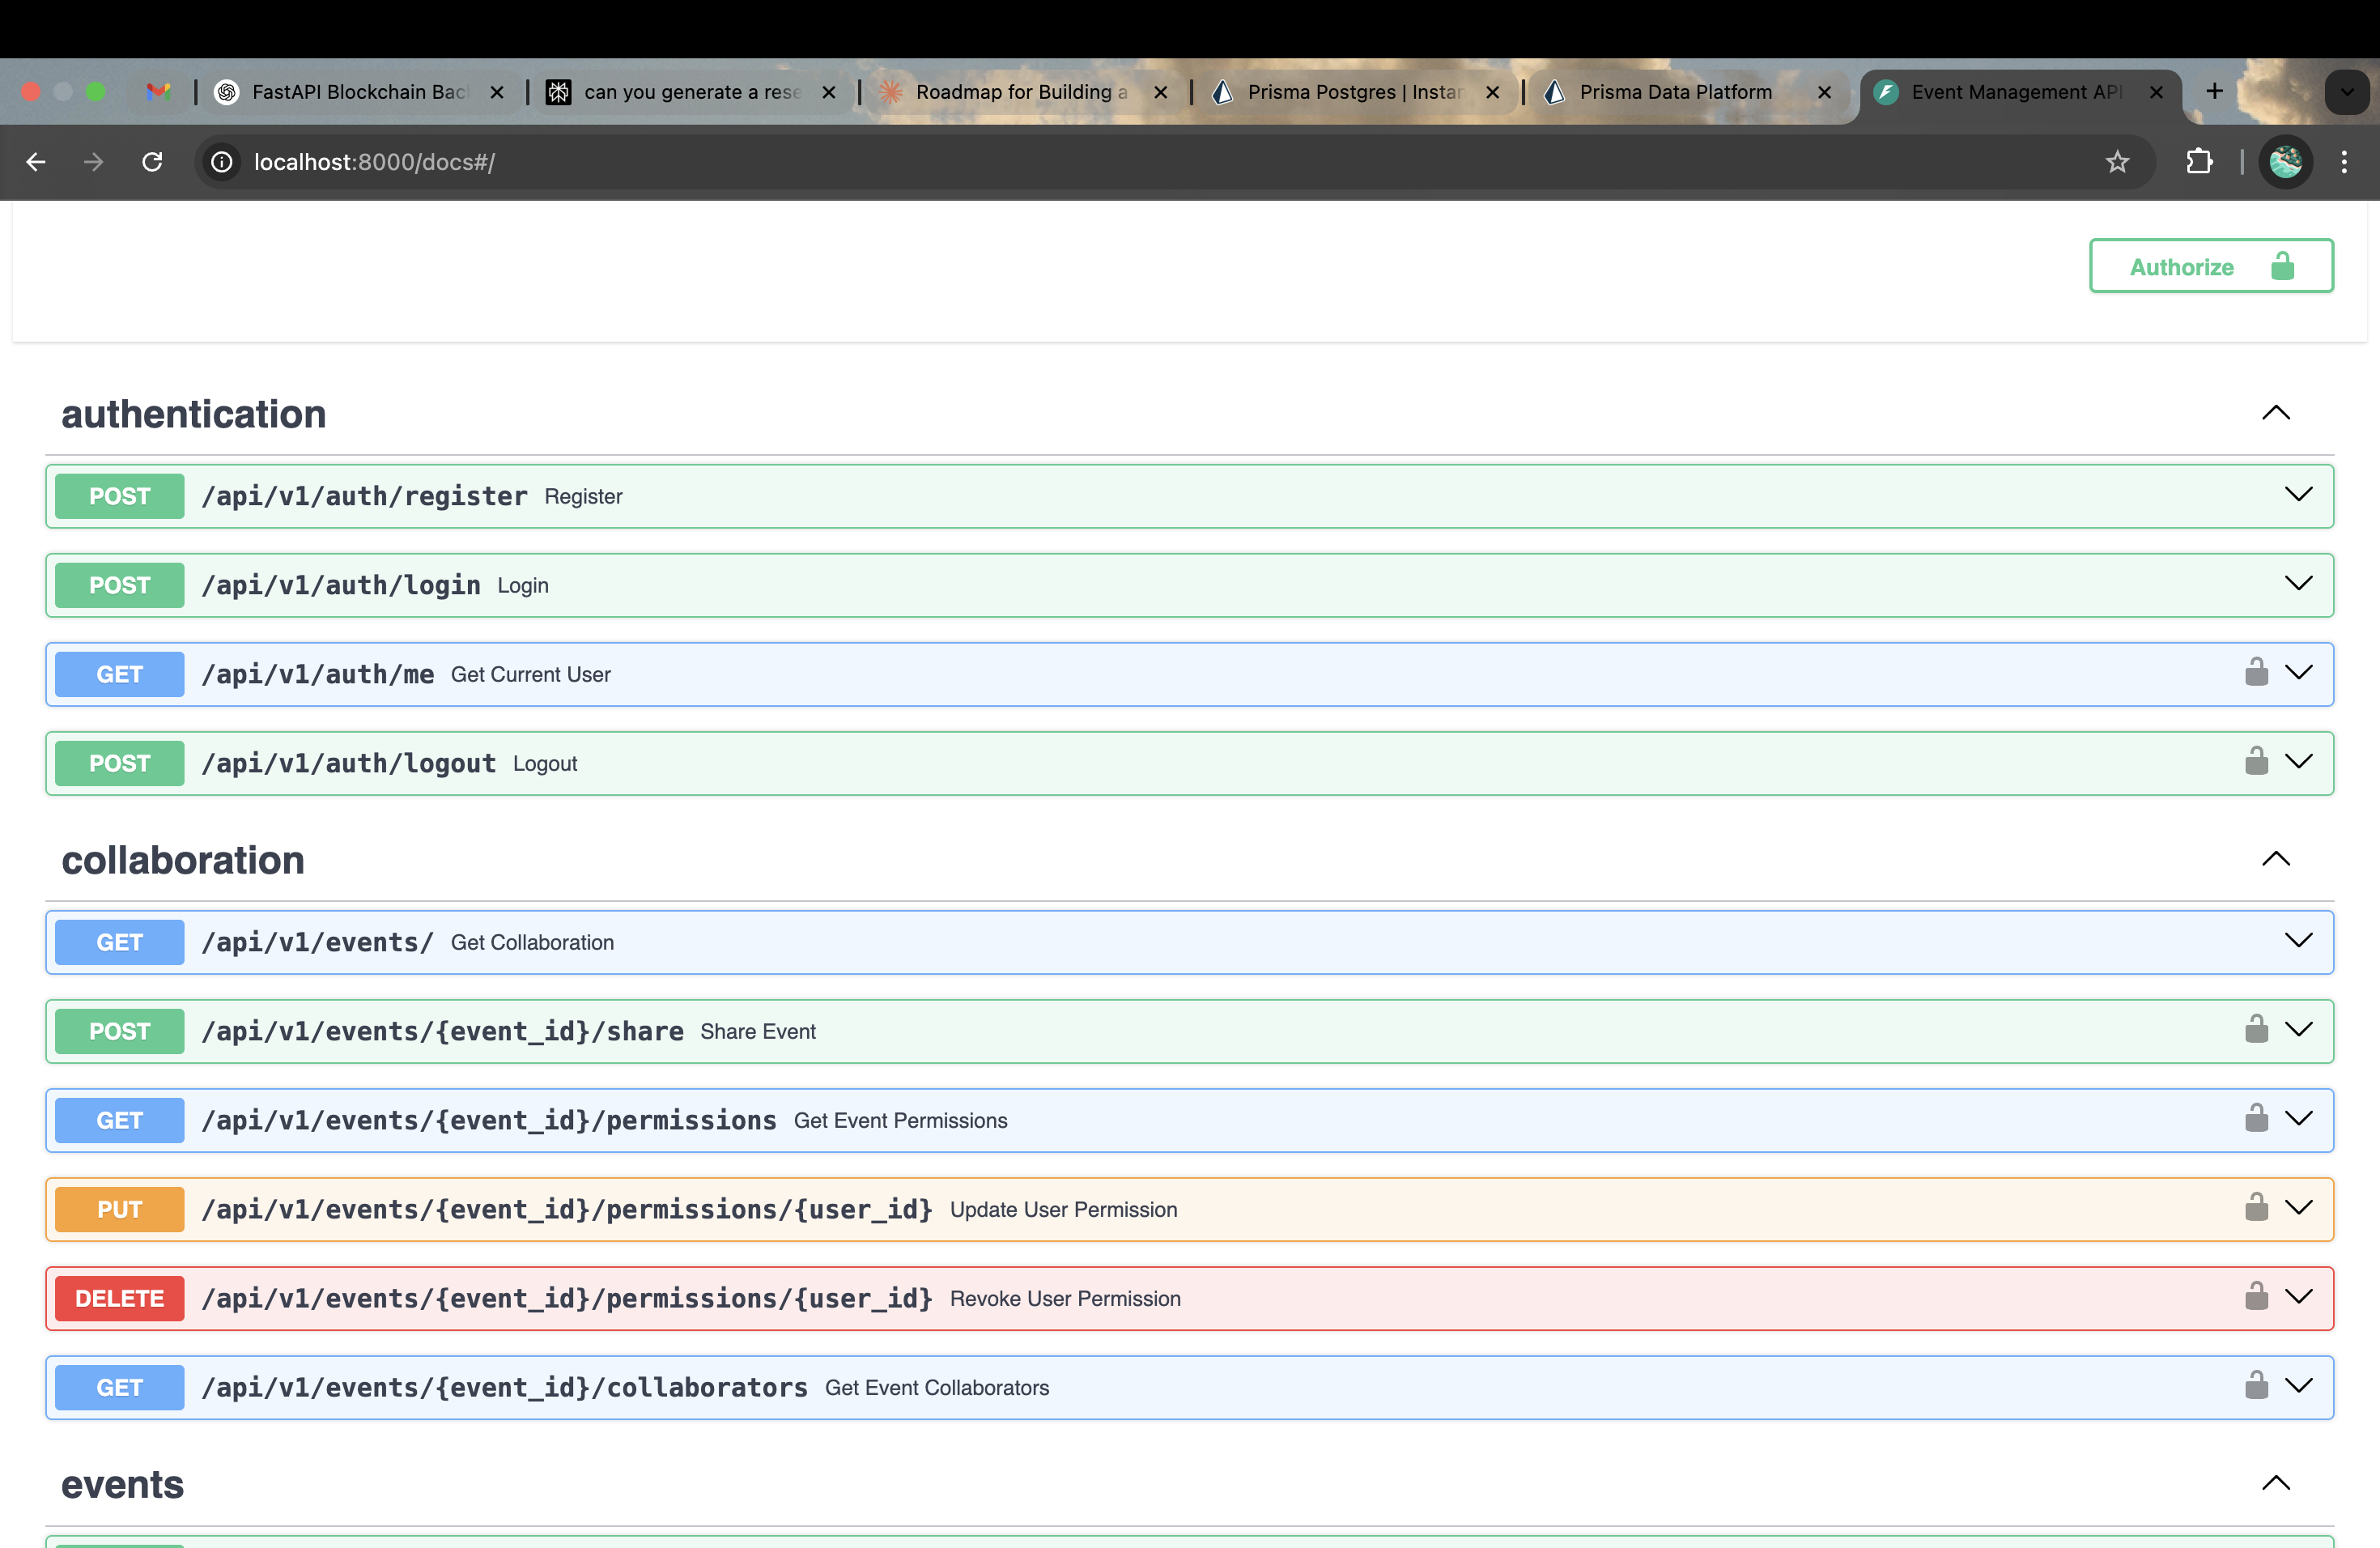 FastAPI Blockchain Bac
can you generate a rese
Roadmap for Building a
Prisma Postgres | Instan
Prisma Data Platform
Event Management API
localhost:8000/docs#/
Authorize
authentication
POST /api/v1/auth/register Register
POST /api/v1/auth/login Login
GET /api/v1/auth/me Get Current User
POST /api/v1/auth/logout Logout
collaboration
GET /api/v1/events/ Get Collaboration
POST /api/v1/events/{event_id}/share Share Event
GET /api/v1/events/{event_id}/permissions Get Event Permissions
PUT /api/v1/events/{event_id}/permissions/{user_id} Update User Permission
DELETE /api/v1/events/{event_id}/permissions/{user_id} Revoke User Permission
GET /api/v1/events/{event_id}/collaborators Get Event Collaborators
events